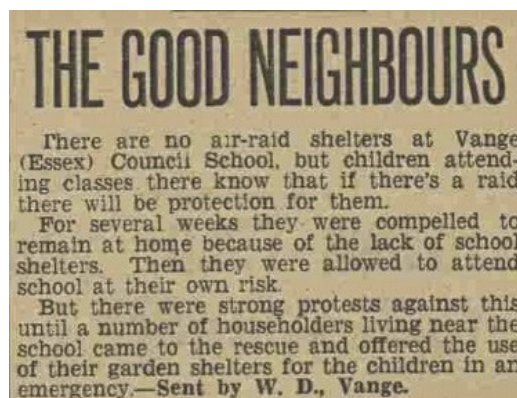 THE GOOD NEIGHBOURS
There are no air-raid shelters at Vange
(Essex) Council School, but children attend-
ing classes there know that if there's a raid
there will be protection for them.
For several weeks they were compelled to
remain at home because of the lack of school
shelters. Then they were allowed to attend
school at their own risk.
But there were strong protests against this
until a number of householders living near the
school came to the rescue and offered the use
of their garden shelters for the children in an
emergency.—Sent by W. D., Vange.